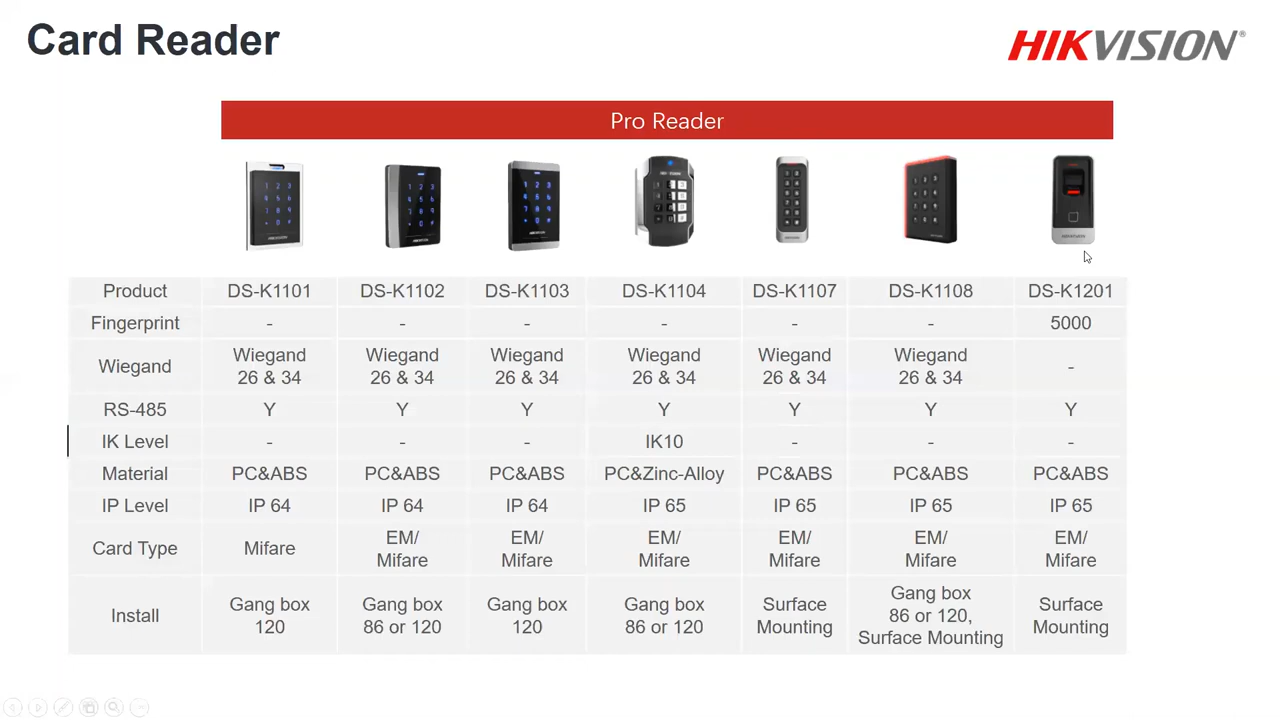 Card Reader
HIKVISION®
Pro Reader
Product DS-K1101 DS-K1102 DS-K1103 DS-K1104 DS-K1107 DS-K1108 DS-K1201
Fingerprint - - - - - - 5000
Wiegand Wiegand 26 & 34 Wiegand 26 & 34 Wiegand 26 & 34 Wiegand 26 & 34 Wiegand 26 & 34 Wiegand 26 & 34 -
RS-485 Y Y Y Y Y Y Y
IK Level - - - IK10 - - -
Material PC&ABS PC&ABS PC&ABS PC&Zinc-Alloy PC&ABS PC&ABS PC&ABS
IP Level IP 64 IP 64 IP 64 IP 65 IP 65 IP 65 IP 65
Card Type Mifare EM/ Mifare EM/ Mifare EM/ Mifare EM/ Mifare EM/ Mifare EM/ Mifare
Install Gang box 120 Gang box 86 or 120 Gang box 120 Gang box 86 or 120 Surface Mounting Gang box 86 or 120, Surface Mounting Surface Mounting